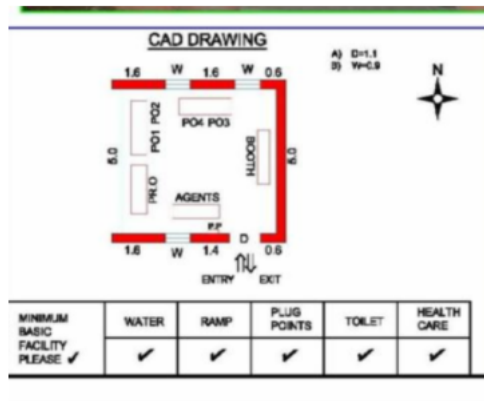 CAD DRAWING
A) D=1.1
B) W=0.9
N
1.6 W 1.6 W 0.6
PO1 PO2
PO4 PO3
5.0
BOOTH
5.0
PR.O
AGENTS
P.P
D
1.6 W 1.4 0.6
ENTRY EXIT
MINIMUM BASIC FACILITY PLEASE ✓
WATER
RAMP
PLUG POINTS
TOILET
HEALTH CARE
✓ ✓ ✓ ✓ ✓